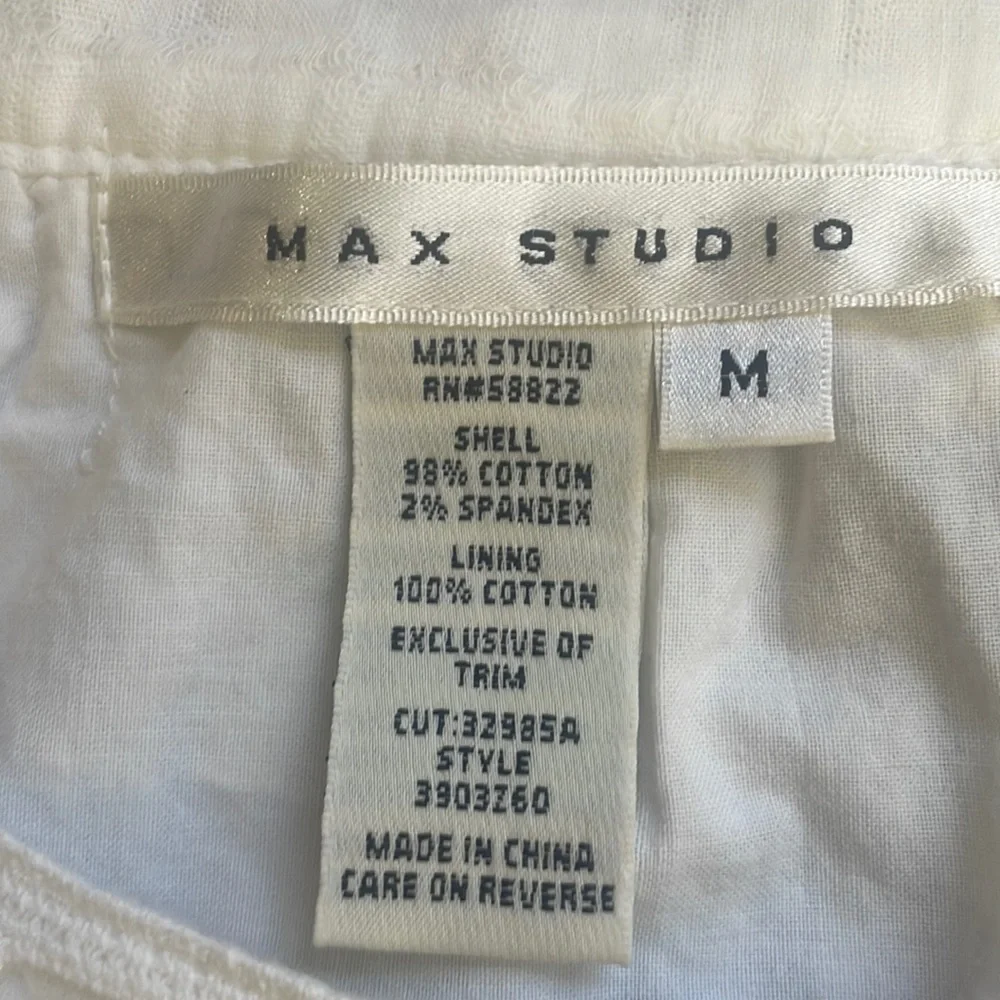 MAX STUDIO
M
MAX STUDIO
RN#58822
SHELL
98% COTTON
2% SPANDEX
LINING
100% COTTON
EXCLUSIVE OF
TRIM
CUT:32985A
STYLE
3903Z60
MADE IN CHINA
CARE ON REVERSE